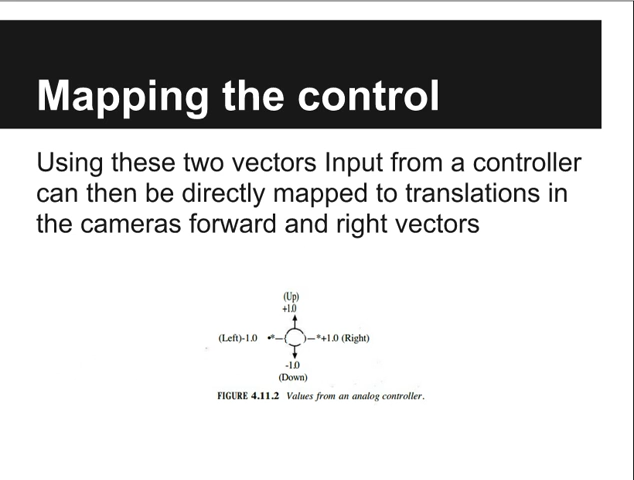 Mapping the control
Using these two vectors Input from a controller
can then be directly mapped to translations in
the cameras forward and right vectors
(Up)
+1.0
(Left)-1.0
+1.0 (Right)
-1.0
(Down)
FIGURE 4.11.2 Values from an analog controller.